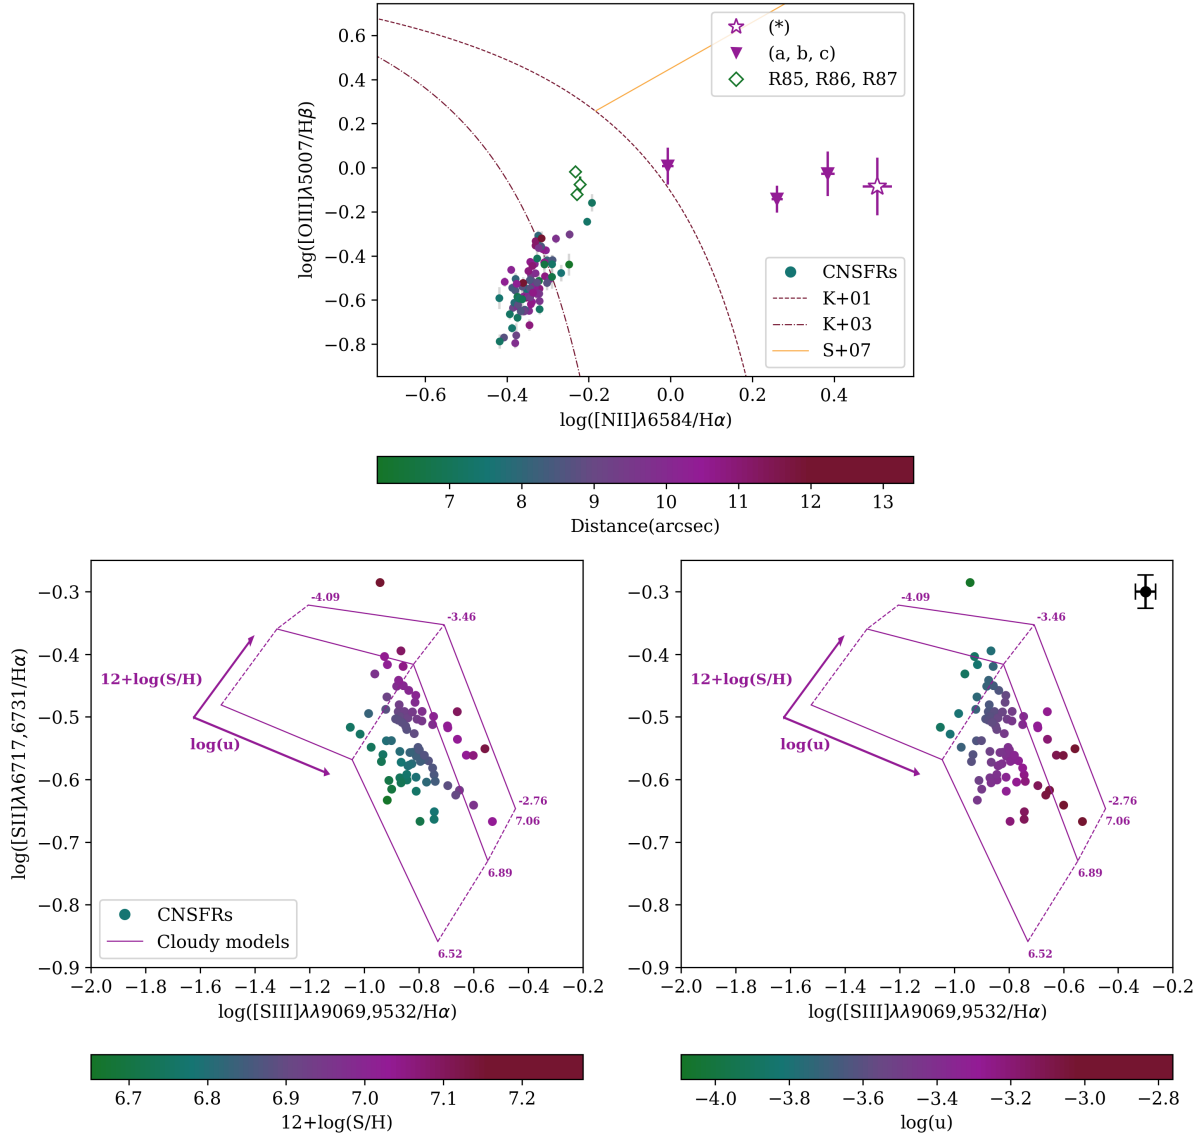 (*)
(a, b, c)
R85, R86, R87
0.6
0.4
0.2
0.0
−0.2
−0.4
−0.6
−0.8
log([OIII]λ5007/Hβ)
CNSFRs
K+01
K+03
S+07
−0.6 −0.4 −0.2 0.0 0.2 0.4
log([NII]λ6584/Hα)
7 8 9 10 11 12 13
Distance(arcsec)
−0.3
−0.4
−0.5
−0.6
−0.7
−0.8
−0.9
log([SII]λλ6717,6731/Hα)
-4.09
-3.46
12+log(S/H)
log(u)
-2.76
7.06
6.89
6.52
CNSFRs
Cloudy models
−2.0 −1.8 −1.6 −1.4 −1.2 −1.0 −0.8 −0.6 −0.4 −0.2
log([SIII]λλ9069,9532/Hα)
6.7 6.8 6.9 7.0 7.1 7.2
12+log(S/H)
−0.3
−0.4
−0.5
−0.6
−0.7
−0.8
−0.9
-4.09
-3.46
12+log(S/H)
log(u)
-2.76
7.06
6.89
6.52
−2.0 −1.8 −1.6 −1.4 −1.2 −1.0 −0.8 −0.6 −0.4 −0.2
log([SIII]λλ9069,9532/Hα)
−4.0 −3.8 −3.6 −3.4 −3.2 −3.0 −2.8
log(u)